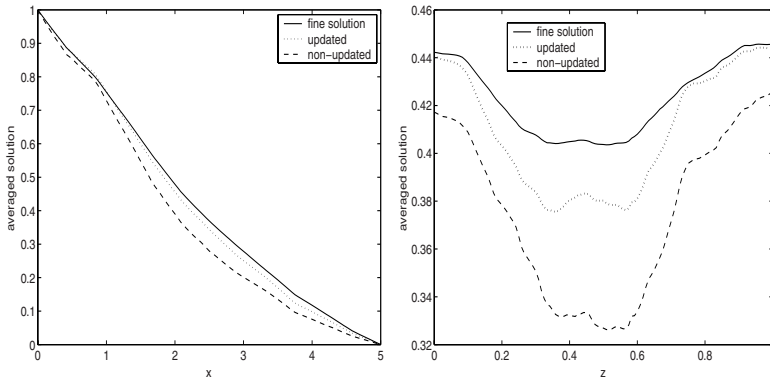 1
0.9
0.8
0.7
0.6
0.5
0.4
0.3
0.2
0.1
0
averaged solution
fine solution
updated
non-updated
0 1 2 3 4 5
x
0.46
0.44
0.42
0.4
0.38
0.36
0.34
0.32
averaged solution
fine solution
updated
non-updated
0 0.2 0.4 0.6 0.8
z